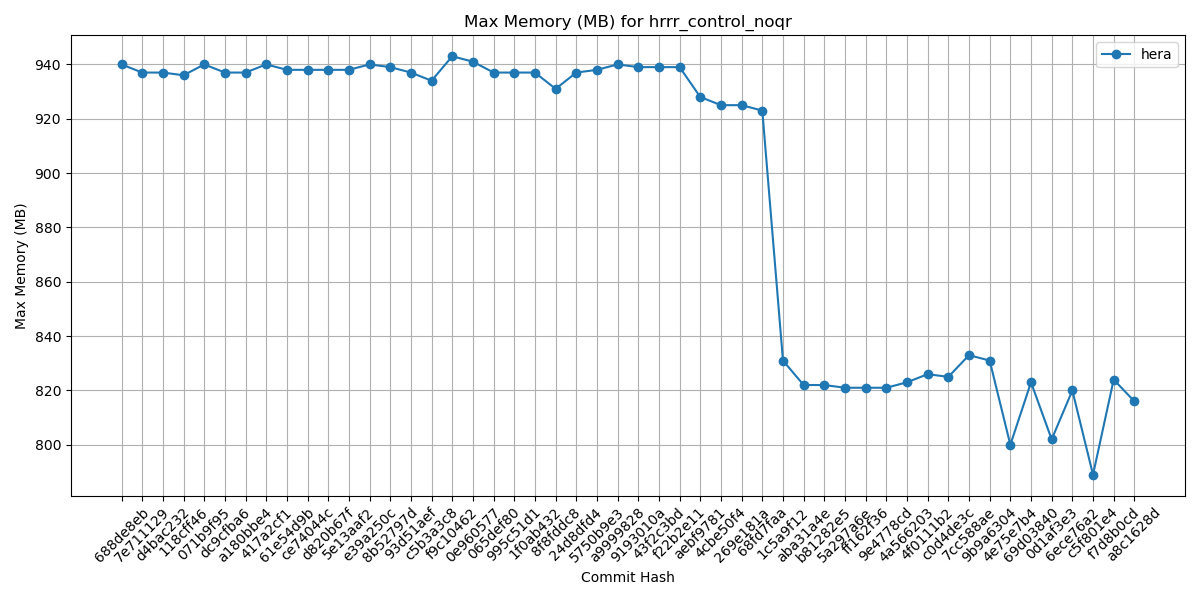 Max Memory (MB) for hrrr_control_noqr
hera
Max Memory (MB)
940
920
900
880
860
840
820
800
688de8eb
7e711129
d4bac232
118cff46
071b9f95
dc9cfba6
a180bbe4
417a2cf1
61e54d9b
ce74044c
d820b67f
5e13aaf2
e39a250c
8b52797d
93d51aef
c5b3a3c8
f9c10462
0e960577
065def80
995c51d1
1f0ab432
8f8fddc8
24d8dfd4
5750b9e3
a9999828
9193010a
43f2c3bd
f22b2e11
aebf9781
4cbe50f4
269e181a
68fd7faa
1c5a9f12
aba31a4e
b81282e5
5a297a6e
ff162f36
9e4778cd
4a566203
4f011b2
c0d4de3c
7cc588ae
9b9a6304
4e75e7b4
69d03840
0d1af3e3
6ece76a2
c5f801e4
f7d8b0cd
a8c1628d
Commit Hash